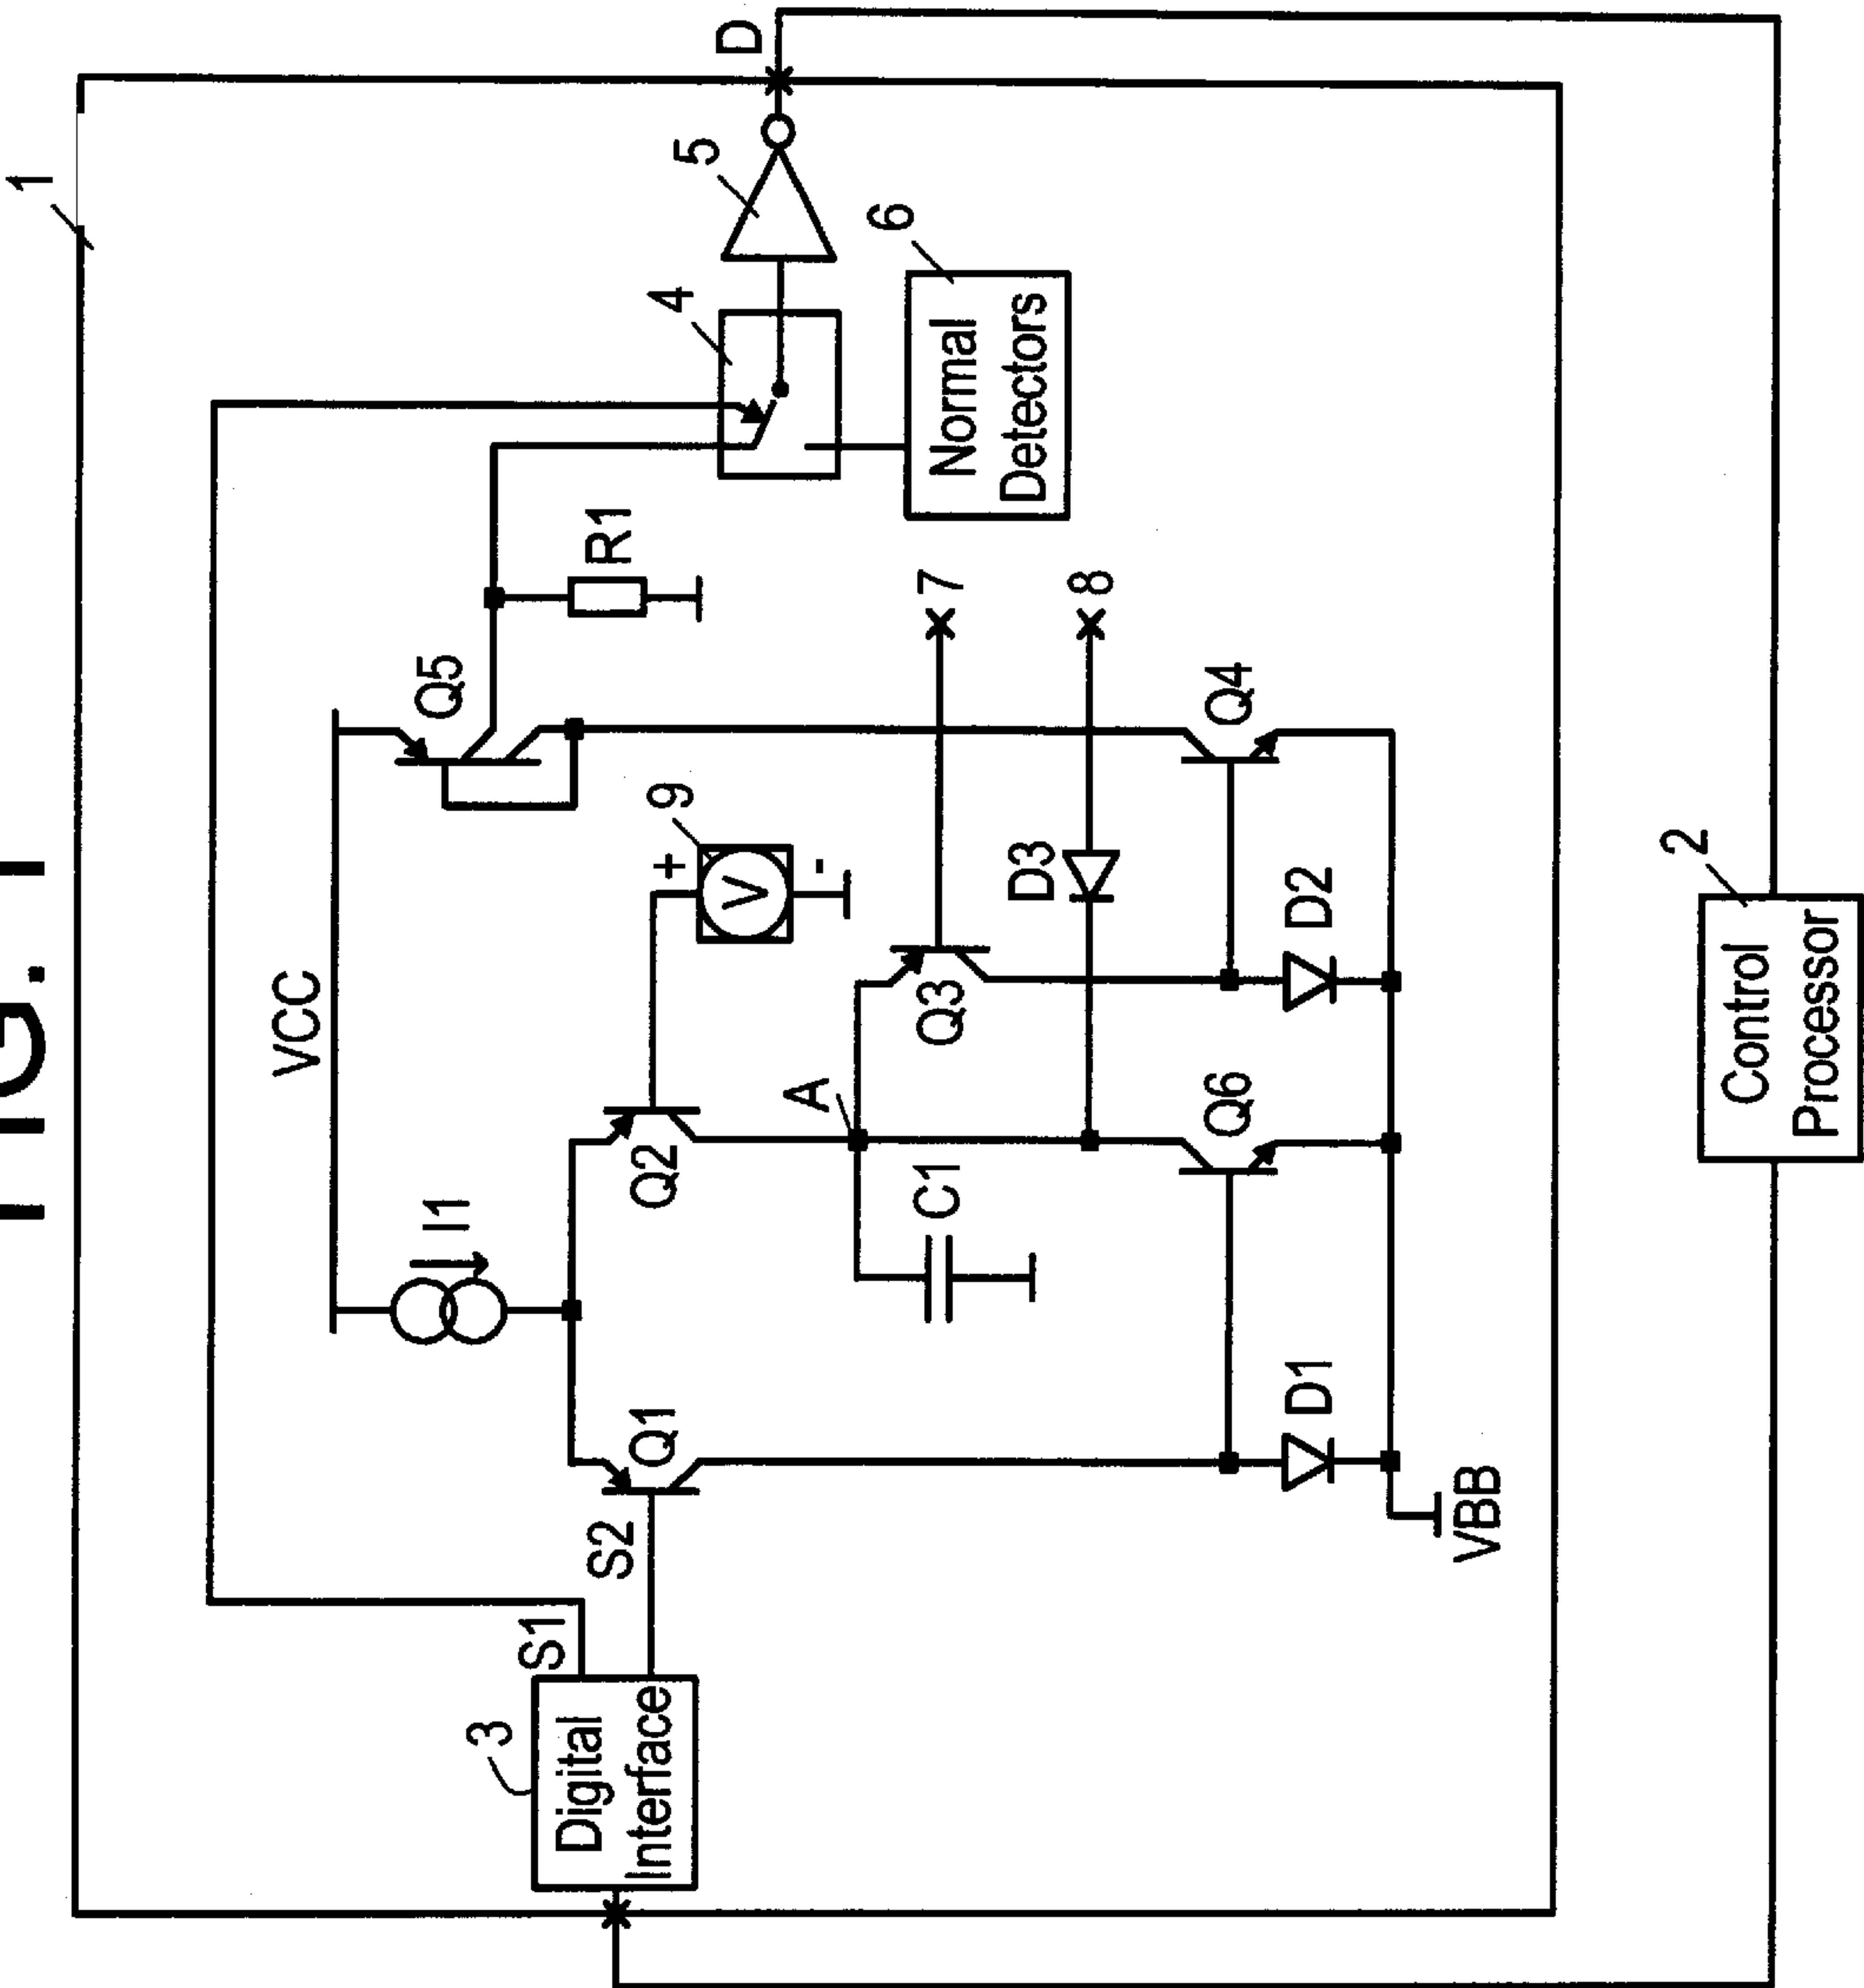 FIG. 1
1
VCC
I1
Q5
3
S1
Digital
Interface
S2
Q1
Q2
+
9
V
-
R1
4
5
D
A
C1
Q3
7
6
Normal
Detectors
D3
8
Q6
Q4
D1
D2
VBB
2
Control
Processor